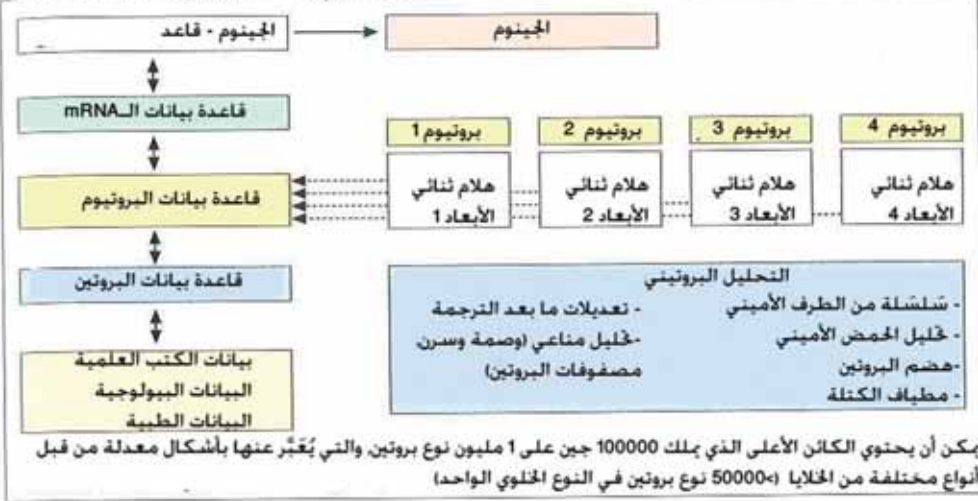 الجينوم - قاعد
الجينوم
قاعدة بيانات الـmRNA
بروتيوم 1
بروتيوم 2
بروتيوم 3
بروتيوم 4
قاعدة بيانات البروتيوم
هلام ثنائي
الأبعاد 1
هلام ثنائي
الأبعاد 2
هلام ثنائي
الأبعاد 3
هلام ثنائي
الأبعاد 4
قاعدة بيانات البروتين
بيانات الكتب العلمية
البيانات البيولوجية
البيانات الطبية
التحليل البروتيني
- سَلسَلة من الطرف الأميني
- تحليل الحمض الأميني
-هضم البروتين
- مطياف الكتلة
- تعديلات ما بعد الترجمة
-تحليل مناعي (وصمة وسرن،
مصفوفات البروتين)
يمكن أن يحتوي الكائن الأعلى الذي يملك 100000 جين على 1 مليون نوع بروتين، والتي يُعَبَّر عنها بأشكال معدلة من قبل
أنواع مختلفة من الخلايا (>50000 نوع بروتين في النوع الخلوي الواحد)